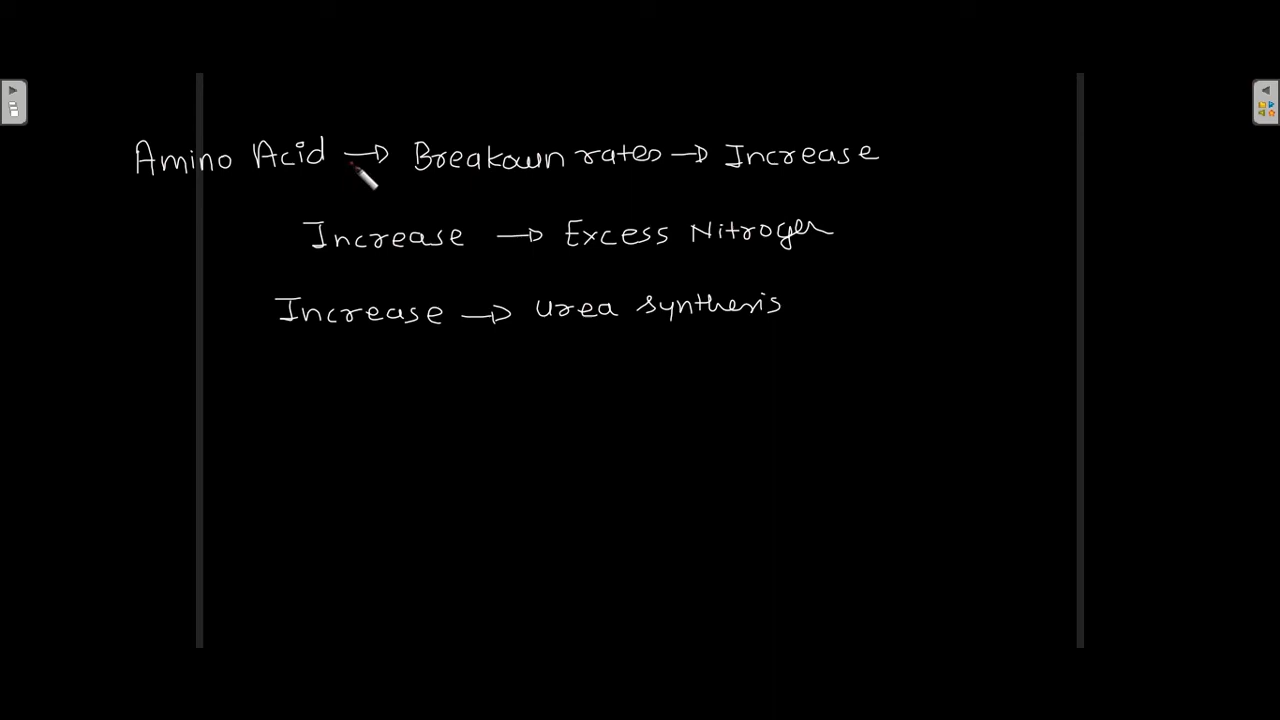 Amino Acid → Breakown rates → Increase
Increase → Excess Nitrogen
Increase → Urea synthesis